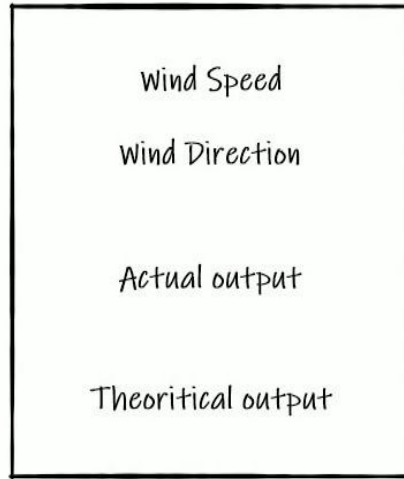 Wind Speed
Wind Direction
Actual output
Theoritical output